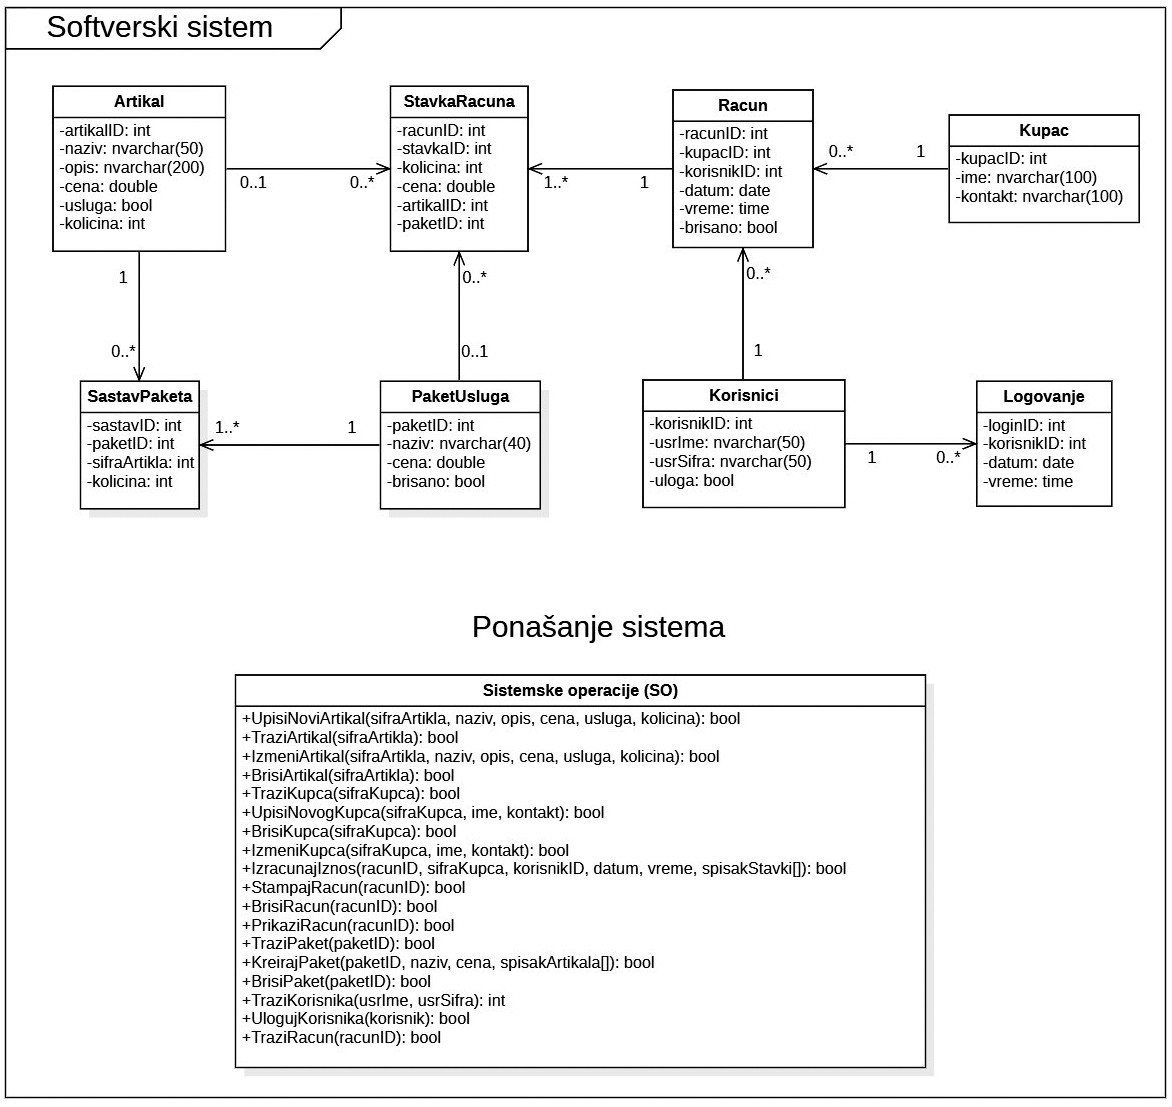 Softverski sistem
Artikal
-artikalID: int
-naziv: nvarchar(50)
-opis: nvarchar(200)
-cena: double
-usluga: bool
-kolicina: int
StavkaRacuna
-racunID: int
-stavkaID: int
-kolicina: int
-cena: double
-artikalID: int
-paketID: int
Racun
-racunID: int
-kupacID: int
-korisnikID: int
-datum: date
-vreme: time
-brisano: bool
Kupac
-kupacID: int
-ime: nvarchar(100)
-kontakt: nvarchar(100)
0..1
0..*
1..*
1
0..*
1
1
0..*
0..*
0..1
0..*
1
SastavPaketa
-sastavID: int
-paketID: int
-sifraArtikla: int
-kolicina: int
1..*
1
PaketUsluga
-paketID: int
-naziv: nvarchar(40)
-cena: double
-brisano: bool
Korisnici
-korisnikID: int
-usrIme: nvarchar(50)
-usrSifra: nvarchar(50)
-uloga: bool
1
0..*
Logovanje
-loginID: int
-korisnikID: int
-datum: date
-vreme: time
Ponašanje sistema
Sistemske operacije (SO)
+UpisiNoviArtikal(sifraArtikla, naziv, opis, cena, usluga, kolicina): bool
+TraziArtikal(sifraArtikla): bool
+IzmeniArtikal(sifraArtikla, naziv, opis, cena, usluga, kolicina): bool
+BrisiArtikal(sifraArtikla): bool
+TraziKupca(sifraKupca): bool
+UpisiNovogKupca(sifraKupca, ime, kontakt): bool
+BrisiKupca(sifraKupca): bool
+IzmeniKupca(sifraKupca, ime, kontakt): bool
+IzracunajIznos(racunID, sifraKupca, korisnikID, datum, vreme, spisakStavki[]): bool
+StampajRacun(racunID): bool
+BrisiRacun(racunID): bool
+PrikaziRacun(racunID): bool
+TraziPaket(paketID): bool
+KreirajPaket(paketID, naziv, cena, spisakArtikala[]): bool
+BrisiPaket(paketID): bool
+TraziKorisnika(usrIme, usrSifra): int
+UlogujKorisnika(korisnik): bool
+TraziRacun(racunID): bool